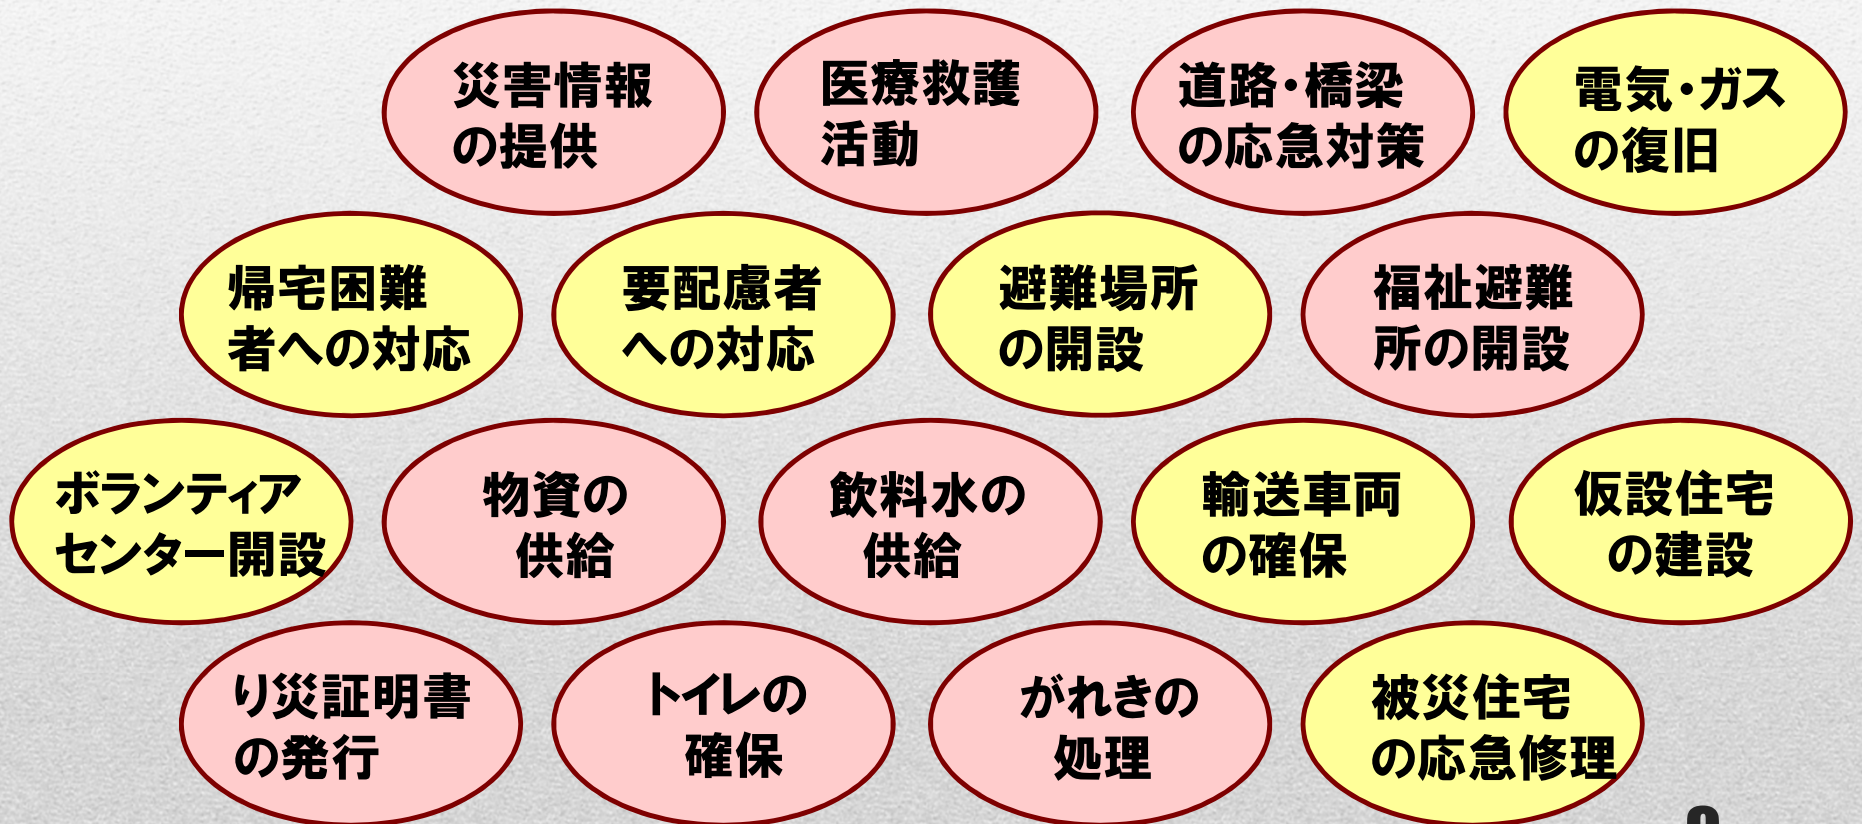 災害情報
の提供
医療救護
活動
道路・橋梁
の応急対策
電気・ガス
の復旧
帰宅困難
者への対応
要配慮者
への対応
避難場所
の開設
福祉避難
所の開設
ボランティア
センター開設
物資の
供給
飲料水の
供給
輸送車両
の確保
仮設住宅
の建設
り災証明書
の発行
トイレの
確保
がれきの
処理
被災住宅
の応急修理